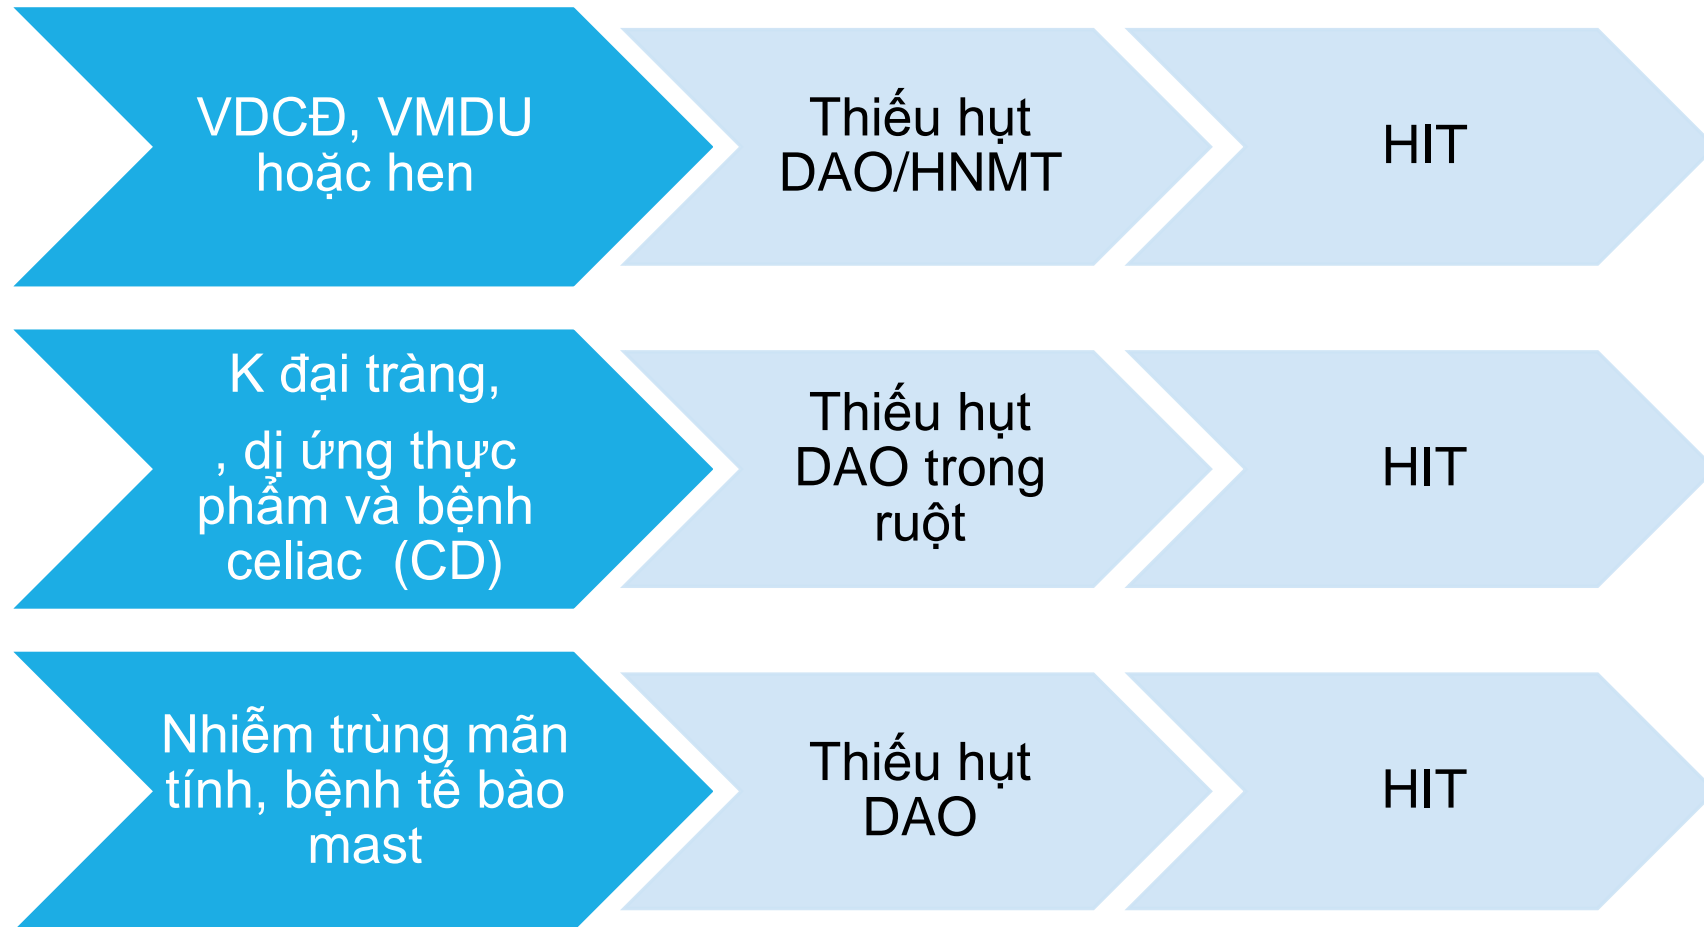 VDCĐ, VMDU
hoặc hen
Thiếu hụt
DAO/HNMT
HIT
K đại tràng,
, dị ứng thực
phẩm và bệnh
celiac  (CD)
Thiếu hụt
DAO trong
ruột
HIT
Nhiễm trùng mãn
tính, bệnh tế bào
mast
Thiếu hụt
DAO
HIT